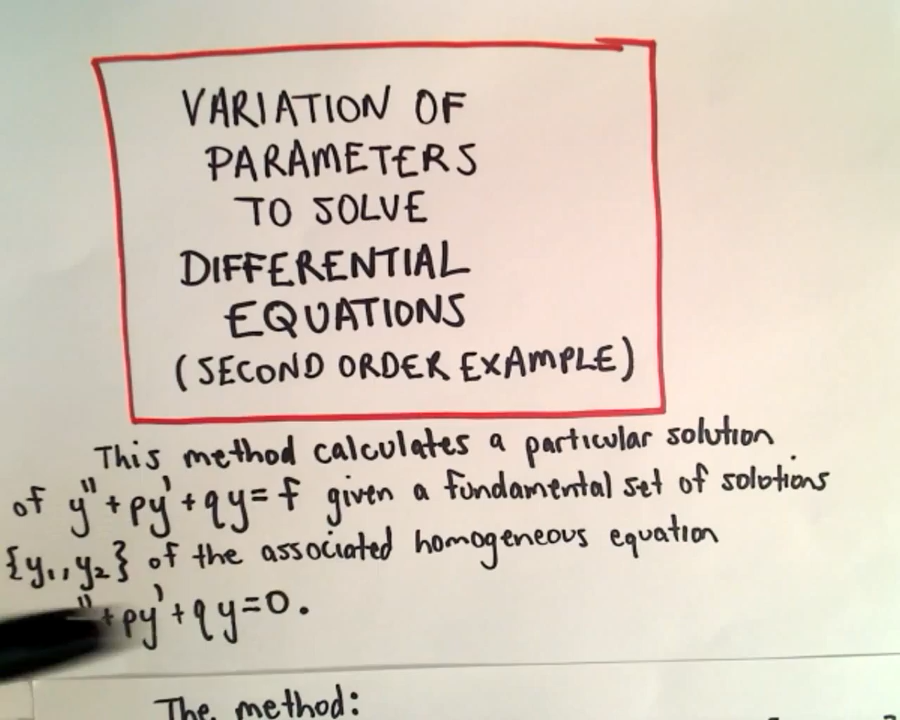 VARIATION OF
PARAMETERS
TO SOLVE
DIFFERENTIAL
EQUATIONS
(SECOND ORDER EXAMPLE)
This method calculates a particular solution
of y''+py'+qy=f given a fundamental set of solutions
{y₁,y₂} of the associated homogeneous equation
''+py'+qy=0.
The method: